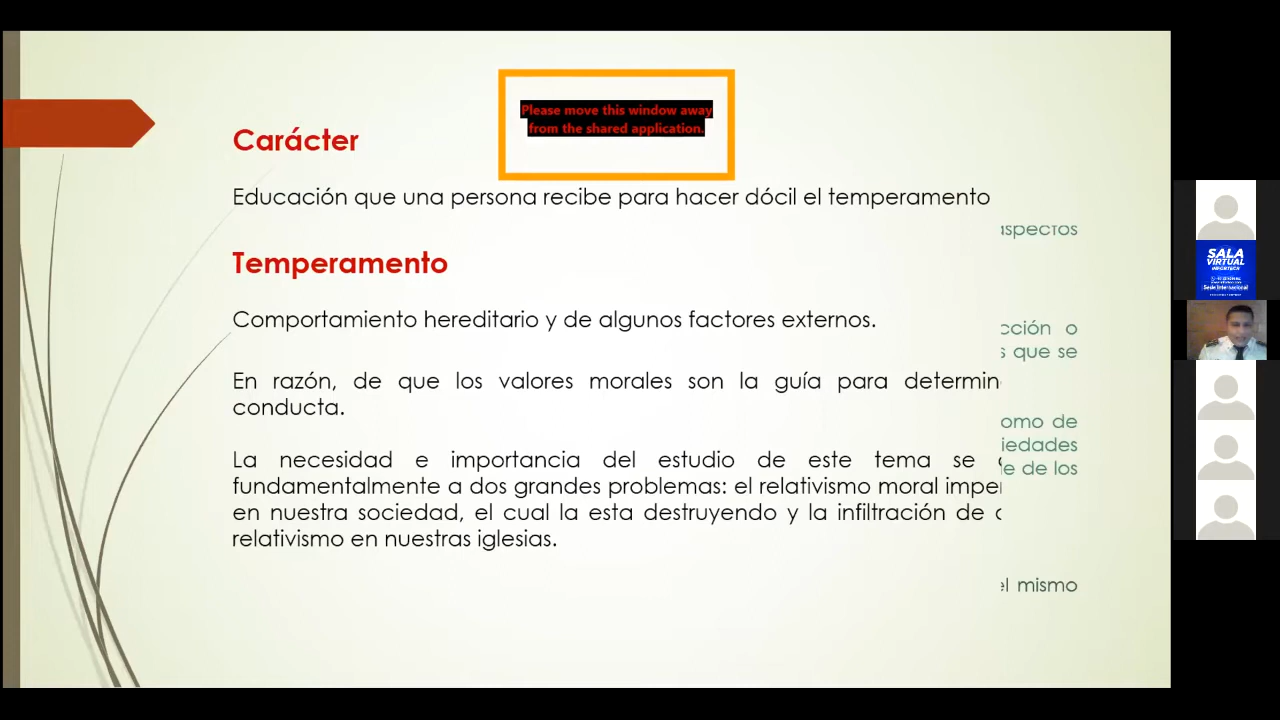 Please move this window away
from the shared application.
Carácter
Educación que una persona recibe para hacer dócil el temperamento
aspectos
Temperamento
Comportamiento hereditario y de algunos factores externos.
cción o
s que se
En razón, de que los valores morales son la guía para determin
conducta.
omo de
iedades
e de los
La necesidad e importancia del estudio de este tema se
fundamentalmente a dos grandes problemas: el relativismo moral impe
en nuestra sociedad, el cual la esta destruyendo y la infiltración de
relativismo en nuestras iglesias.
el mismo
SALA
VIRTUAL
Sede Internacional